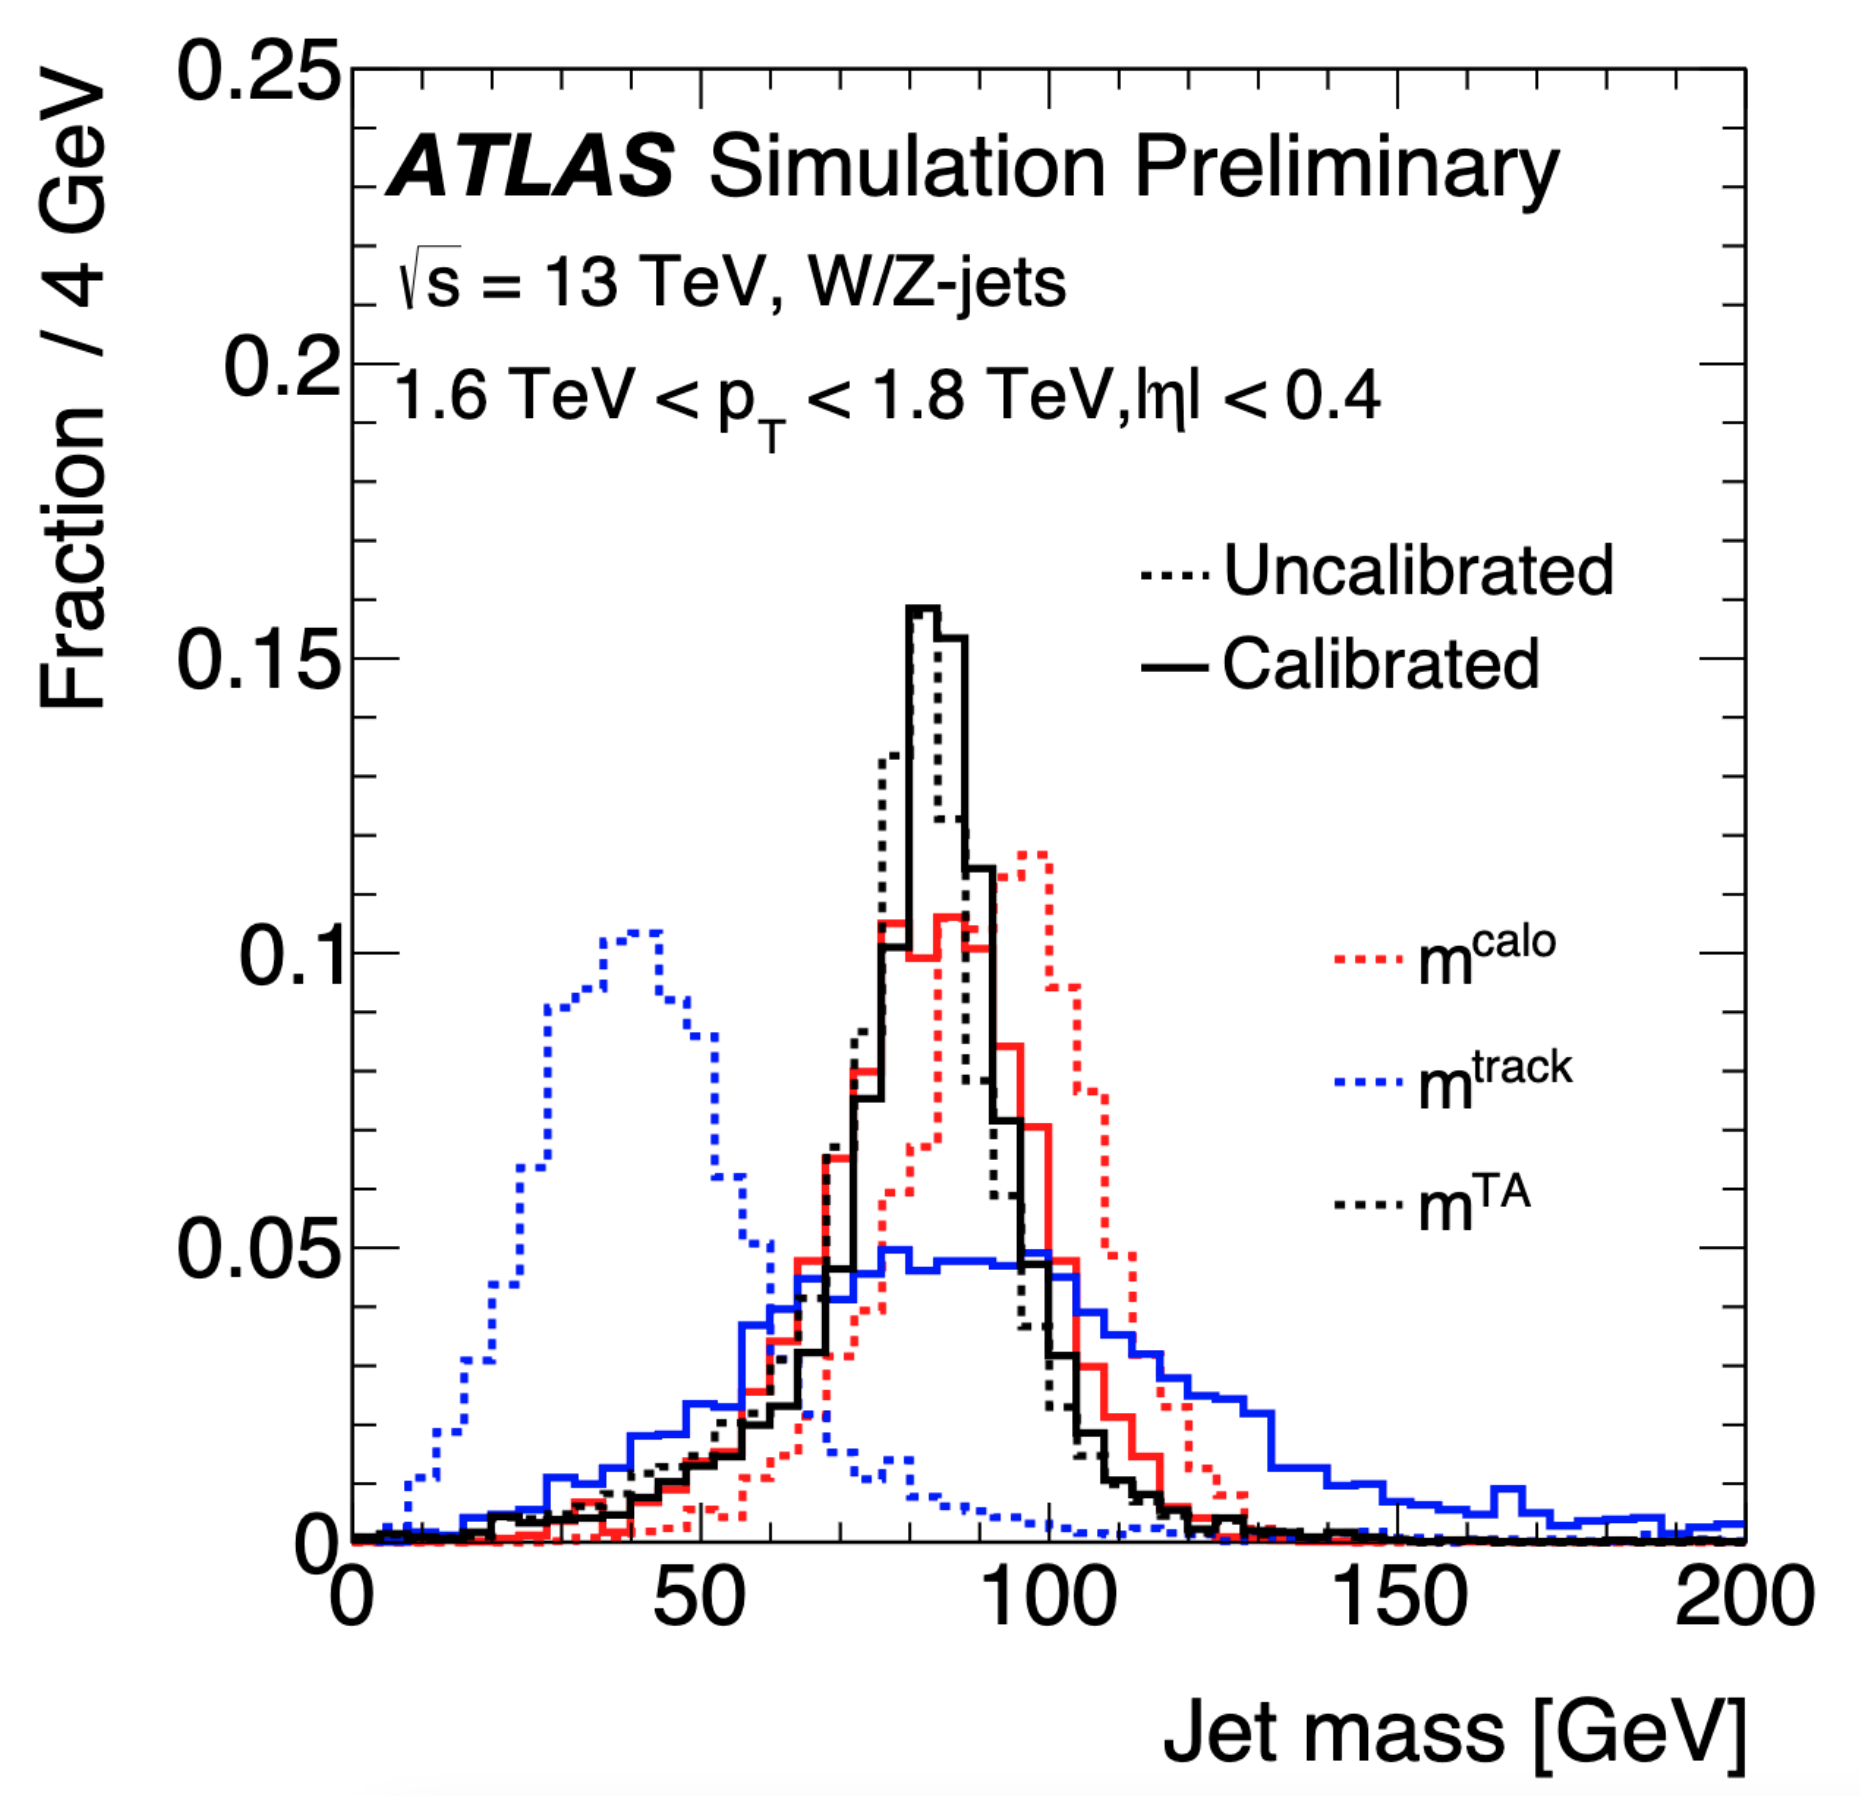 Fraction / 4 GeV
0.25
0.2
0.15
0.1
0.05
0
ATLAS Simulation Preliminary
√s = 13 TeV, W/Z-jets
1.6 TeV < p_T < 1.8 TeV,|η| < 0.4
Uncalibrated
Calibrated
m^calo
m^track
m^TA
0 50 100 150 200
Jet mass [GeV]